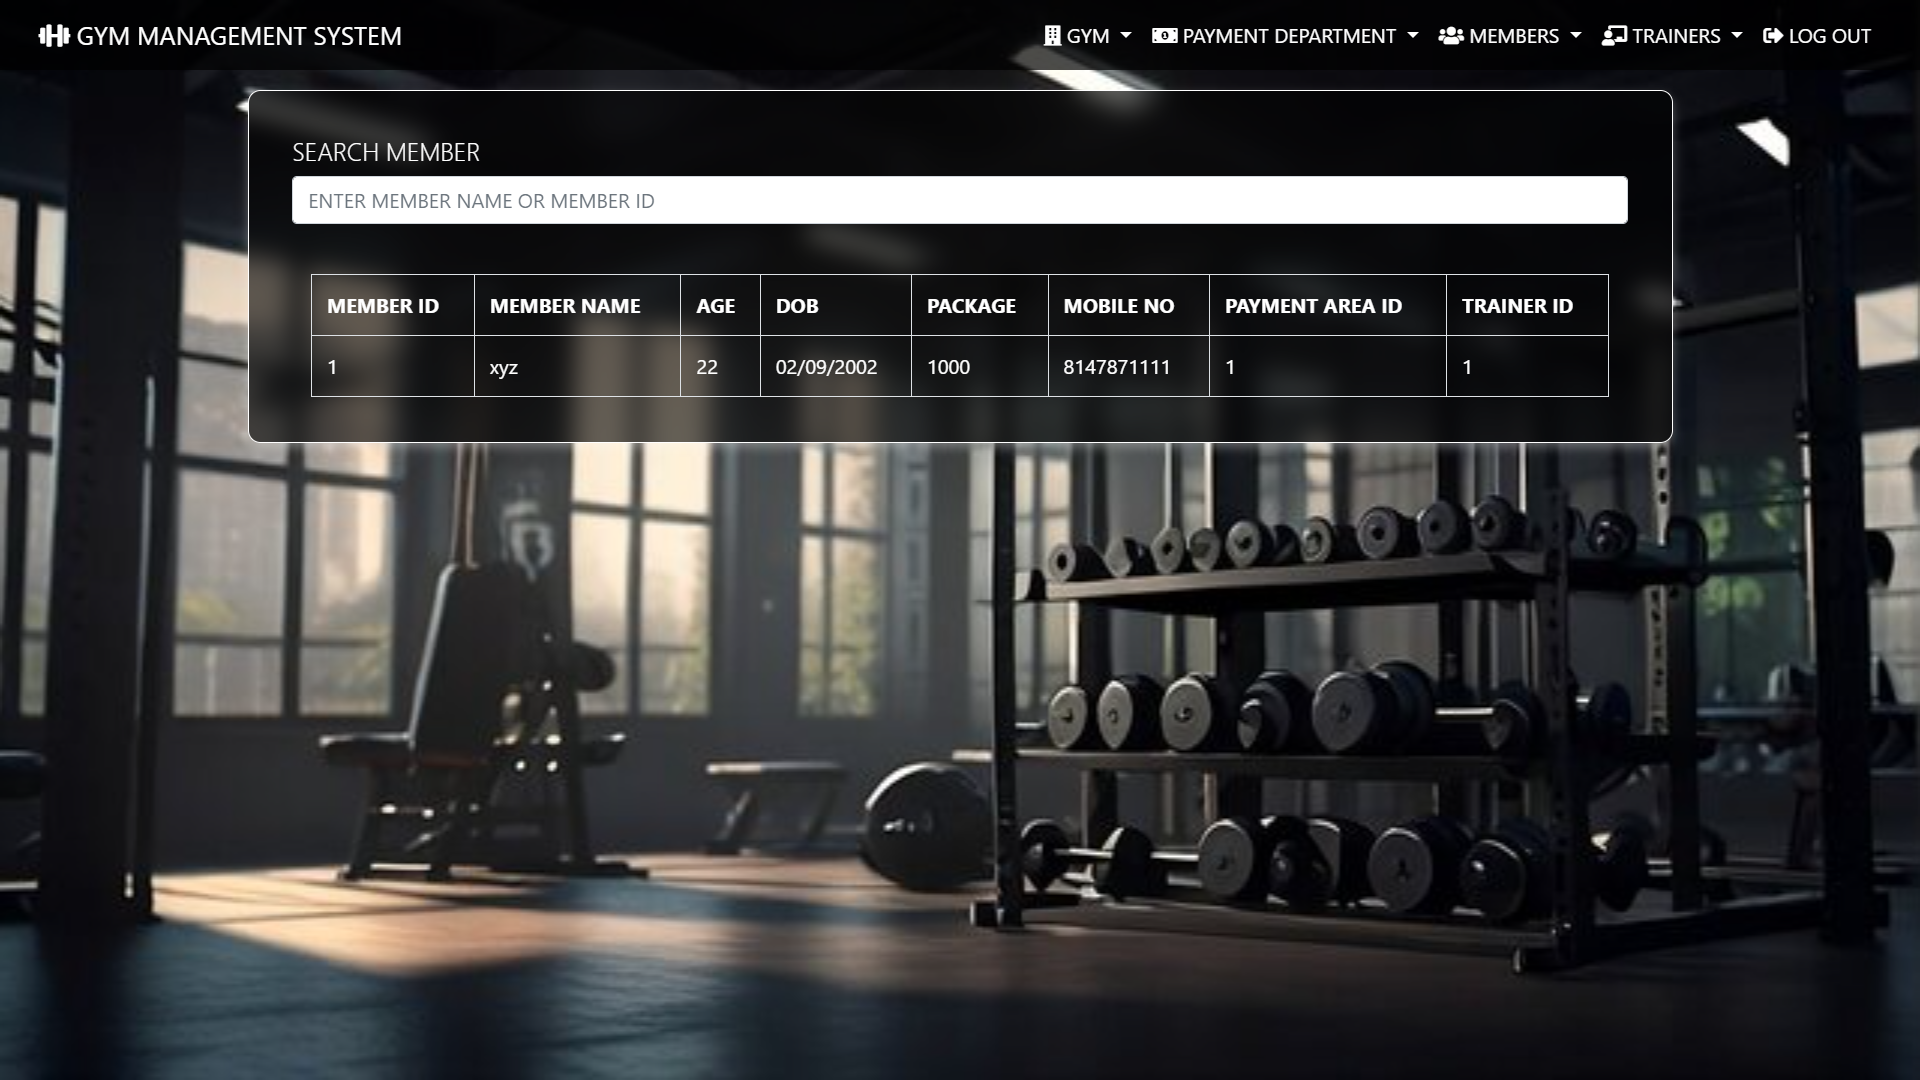 GYM MANAGEMENT SYSTEM
GYM
PAYMENT DEPARTMENT
MEMBERS
TRAINERS
LOG OUT
SEARCH MEMBER
ENTER MEMBER NAME OR MEMBER ID
MEMBER ID MEMBER NAME AGE DOB PACKAGE MOBILE NO PAYMENT AREA ID TRAINER ID
1 xyz 22 02/09/2002 1000 8147871111 1 1